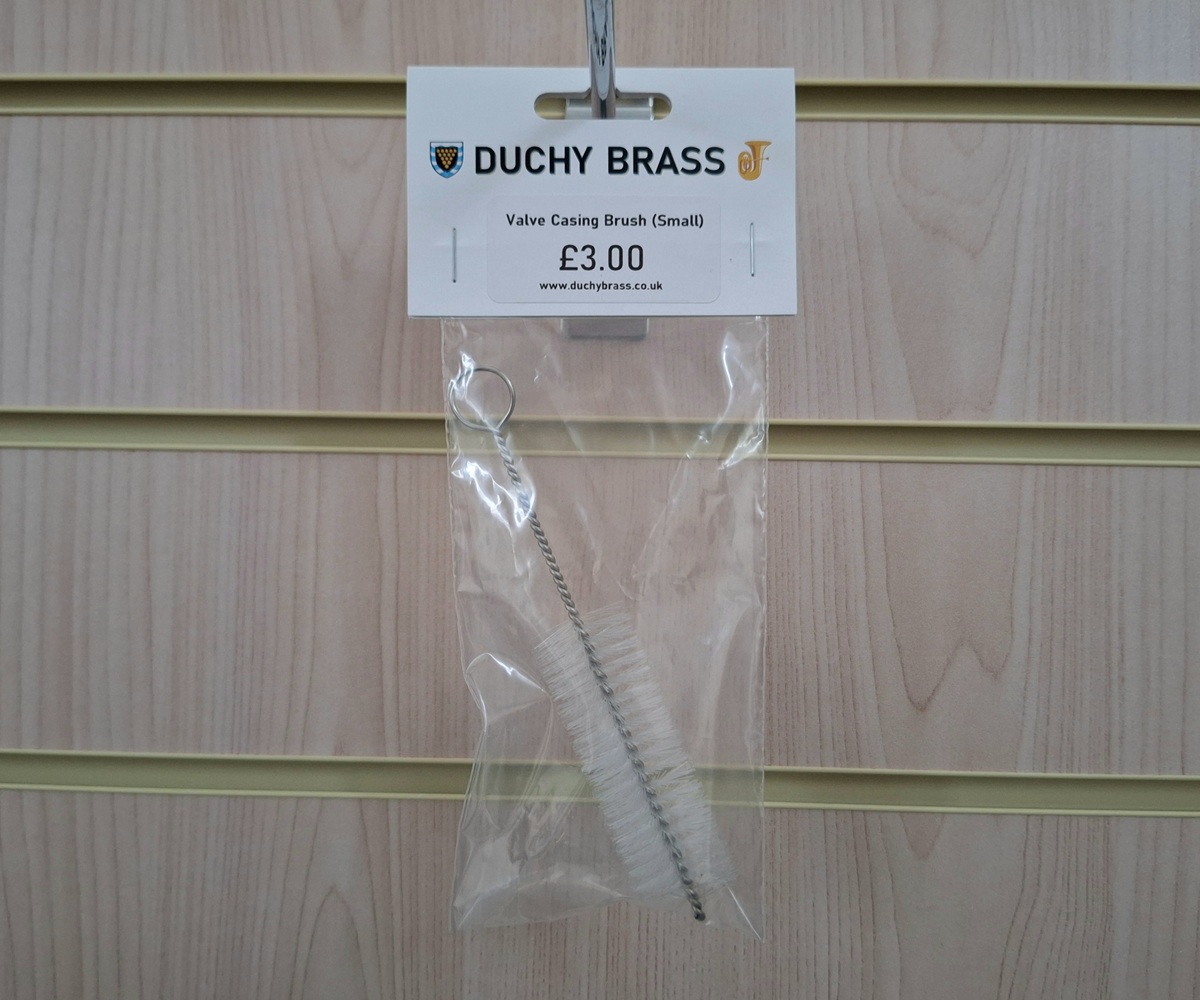 DUCHY BRASS
Valve Casing Brush (Small)
£3.00
www.duchybrass.co.uk